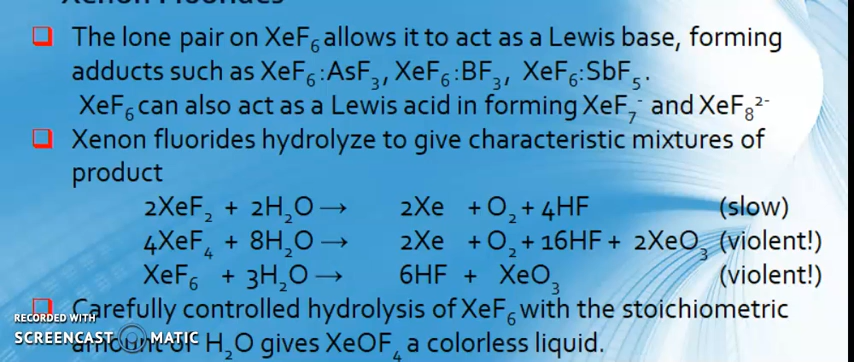 Xenon Fluorides
❑ The lone pair on XeF₆ allows it to act as a Lewis base, forming
adducts such as XeF₆:AsF₃, XeF₆:BF₃, XeF₆:SbF₅.
XeF₆ can also act as a Lewis acid in forming XeF₇⁻ and XeF₈²⁻
❑ Xenon fluorides hydrolyze to give characteristic mixtures of
product
2XeF₂ + 2H₂O → 2Xe + O₂ + 4HF (slow)
4XeF₄ + 8H₂O → 2Xe + O₂ + 16HF + 2XeO₃ (violent!)
XeF₆ + 3H₂O → 6HF + XeO₃ (violent!)
❑ Carefully controlled hydrolysis of XeF₆ with the stoichiometric
amount of H₂O gives XeOF₄ a colorless liquid.
RECORDED WITH
SCREENCAST MATIC